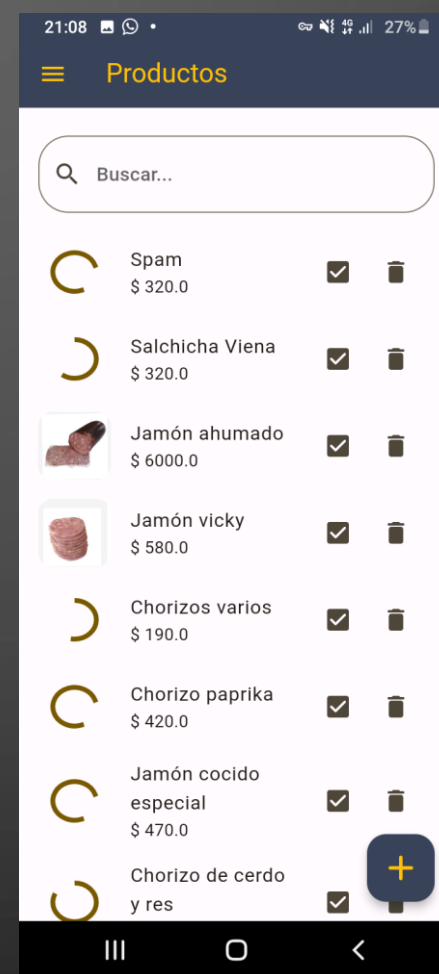 21:08 4G 27%
Productos
Buscar...
Spam
$ 320.0
Salchicha Viena
$ 320.0
Jamón ahumado
$ 6000.0
Jamón vicky
$ 580.0
Chorizos varios
$ 190.0
Chorizo paprika
$ 420.0
Jamón cocido
especial
$ 470.0
Chorizo de cerdo
y res